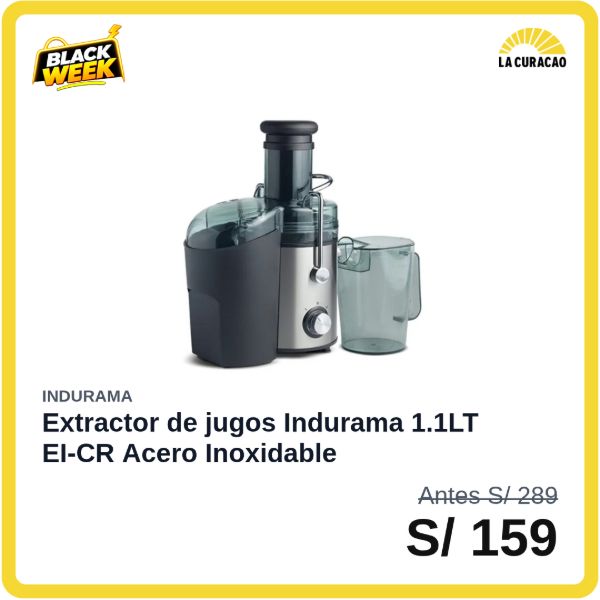 BLACK
WEEK
LA CURACAO
INDURAMA
Extractor de jugos Indurama 1.1LT
EI-CR Acero Inoxidable
Antes S/ 289
S/ 159